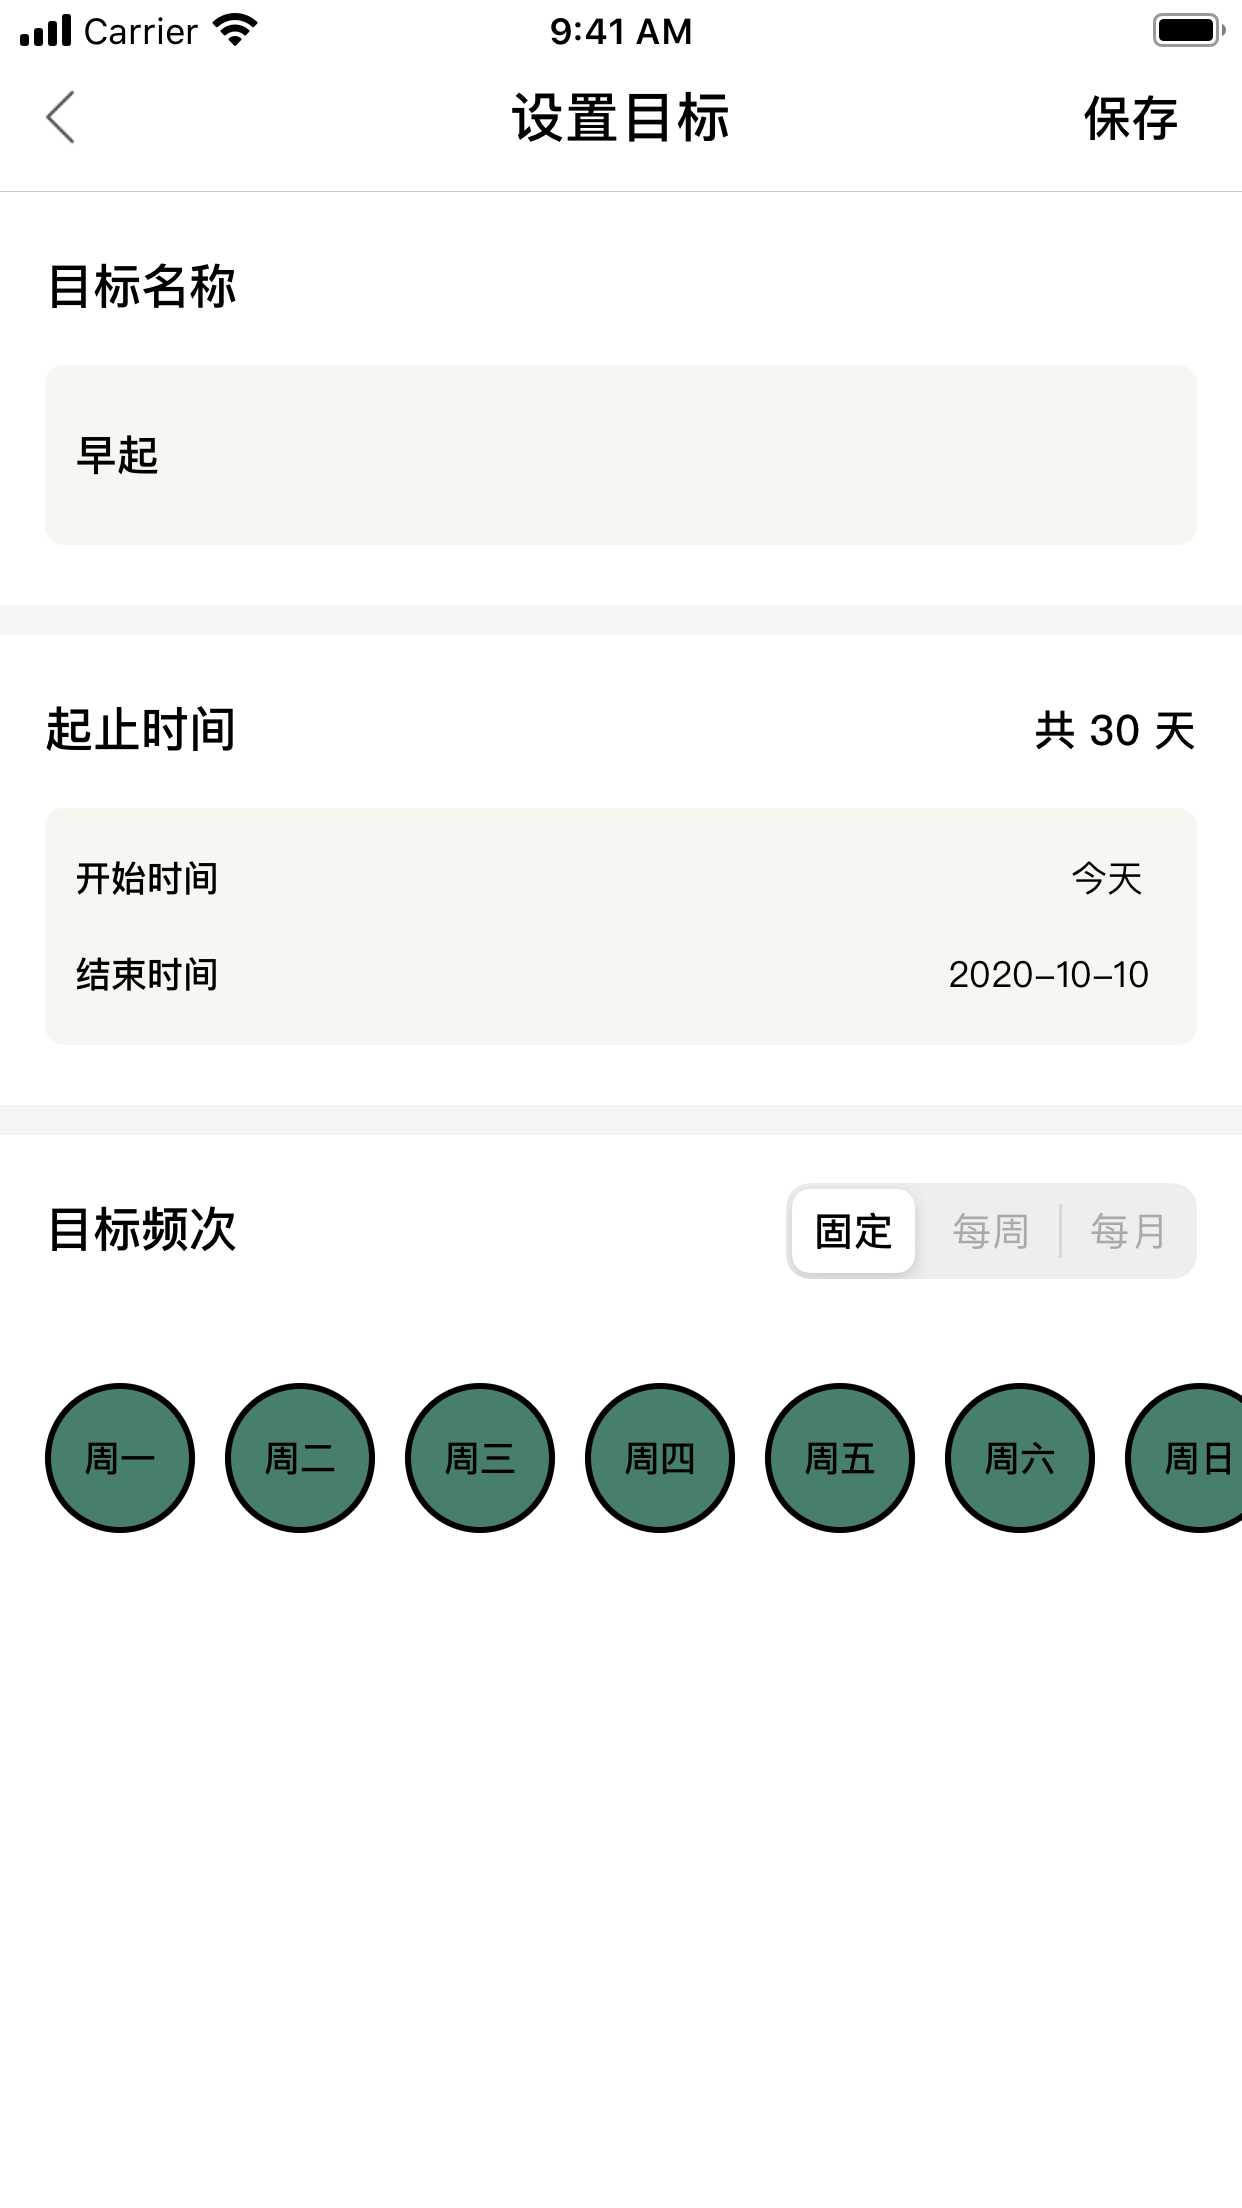 Carrier 9:41 AM
设置目标 保存
目标名称
早起
起止时间 共 30 天
开始时间 今天
结束时间 2020-10-10
目标频次 固定 每周 每月
周一 周二 周三 周四 周五 周六 周日